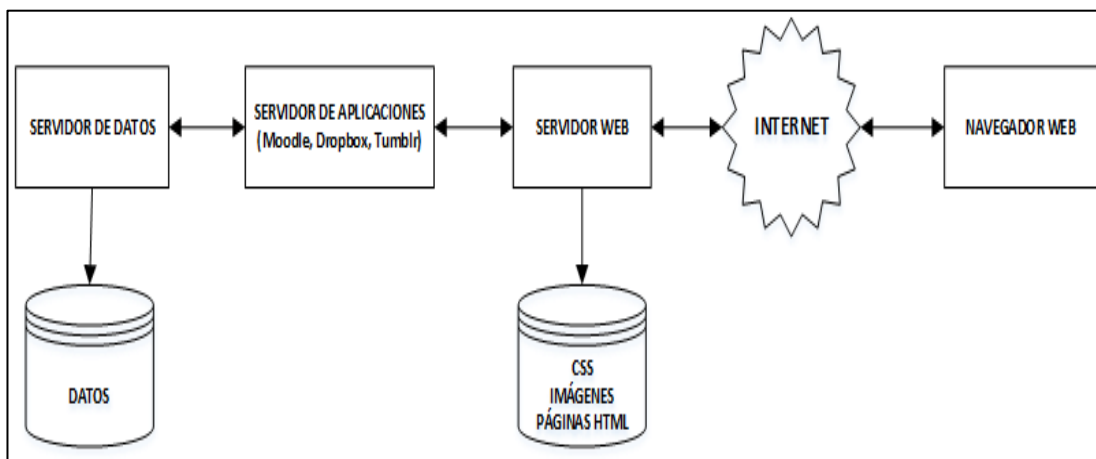 SERVIDOR DE DATOS
SERVIDOR DE APLICACIONES
(Moodle, Dropbox, Tumblr)
SERVIDOR WEB
INTERNET
NAVEGADOR WEB
DATOS
CSS
IMÁGENES
PÁGINAS HTML